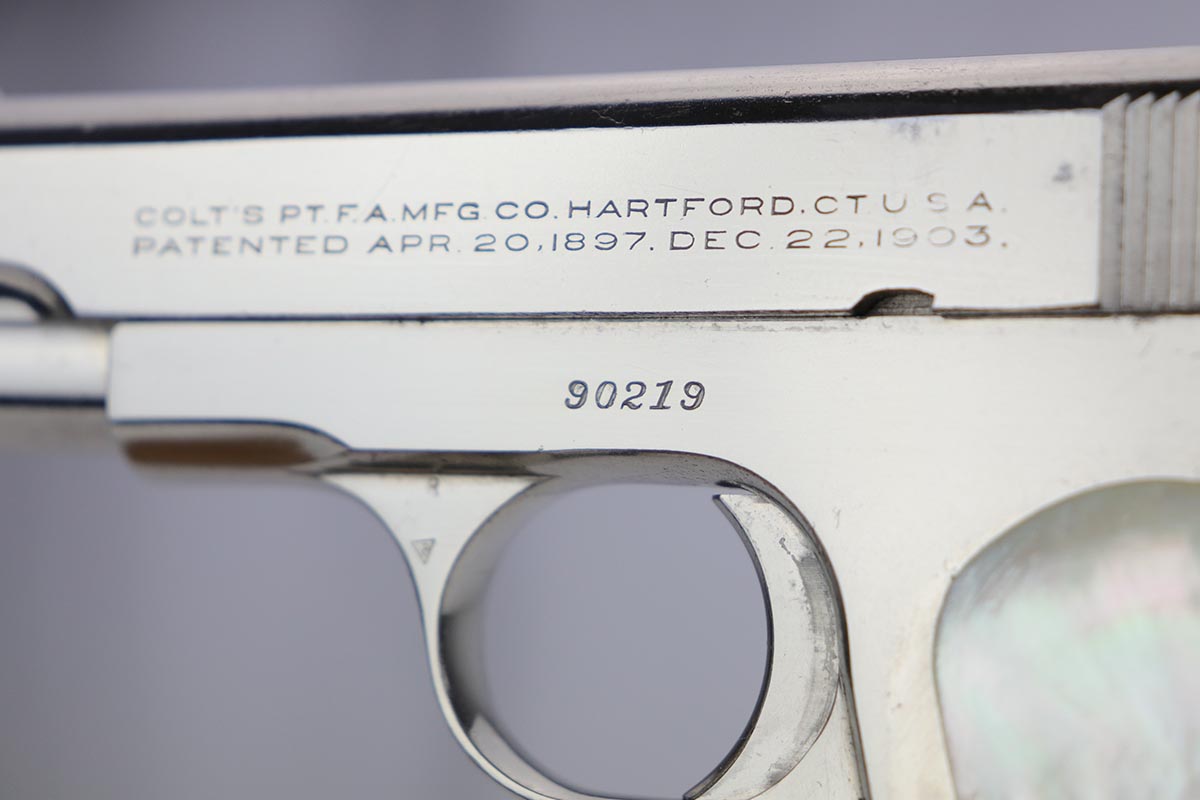 COLT'S PT. F.A. MFG. CO. HARTFORD, CT. U.S.A.
PATENTED APR. 20, 1897. DEC. 22, 1903.
90219